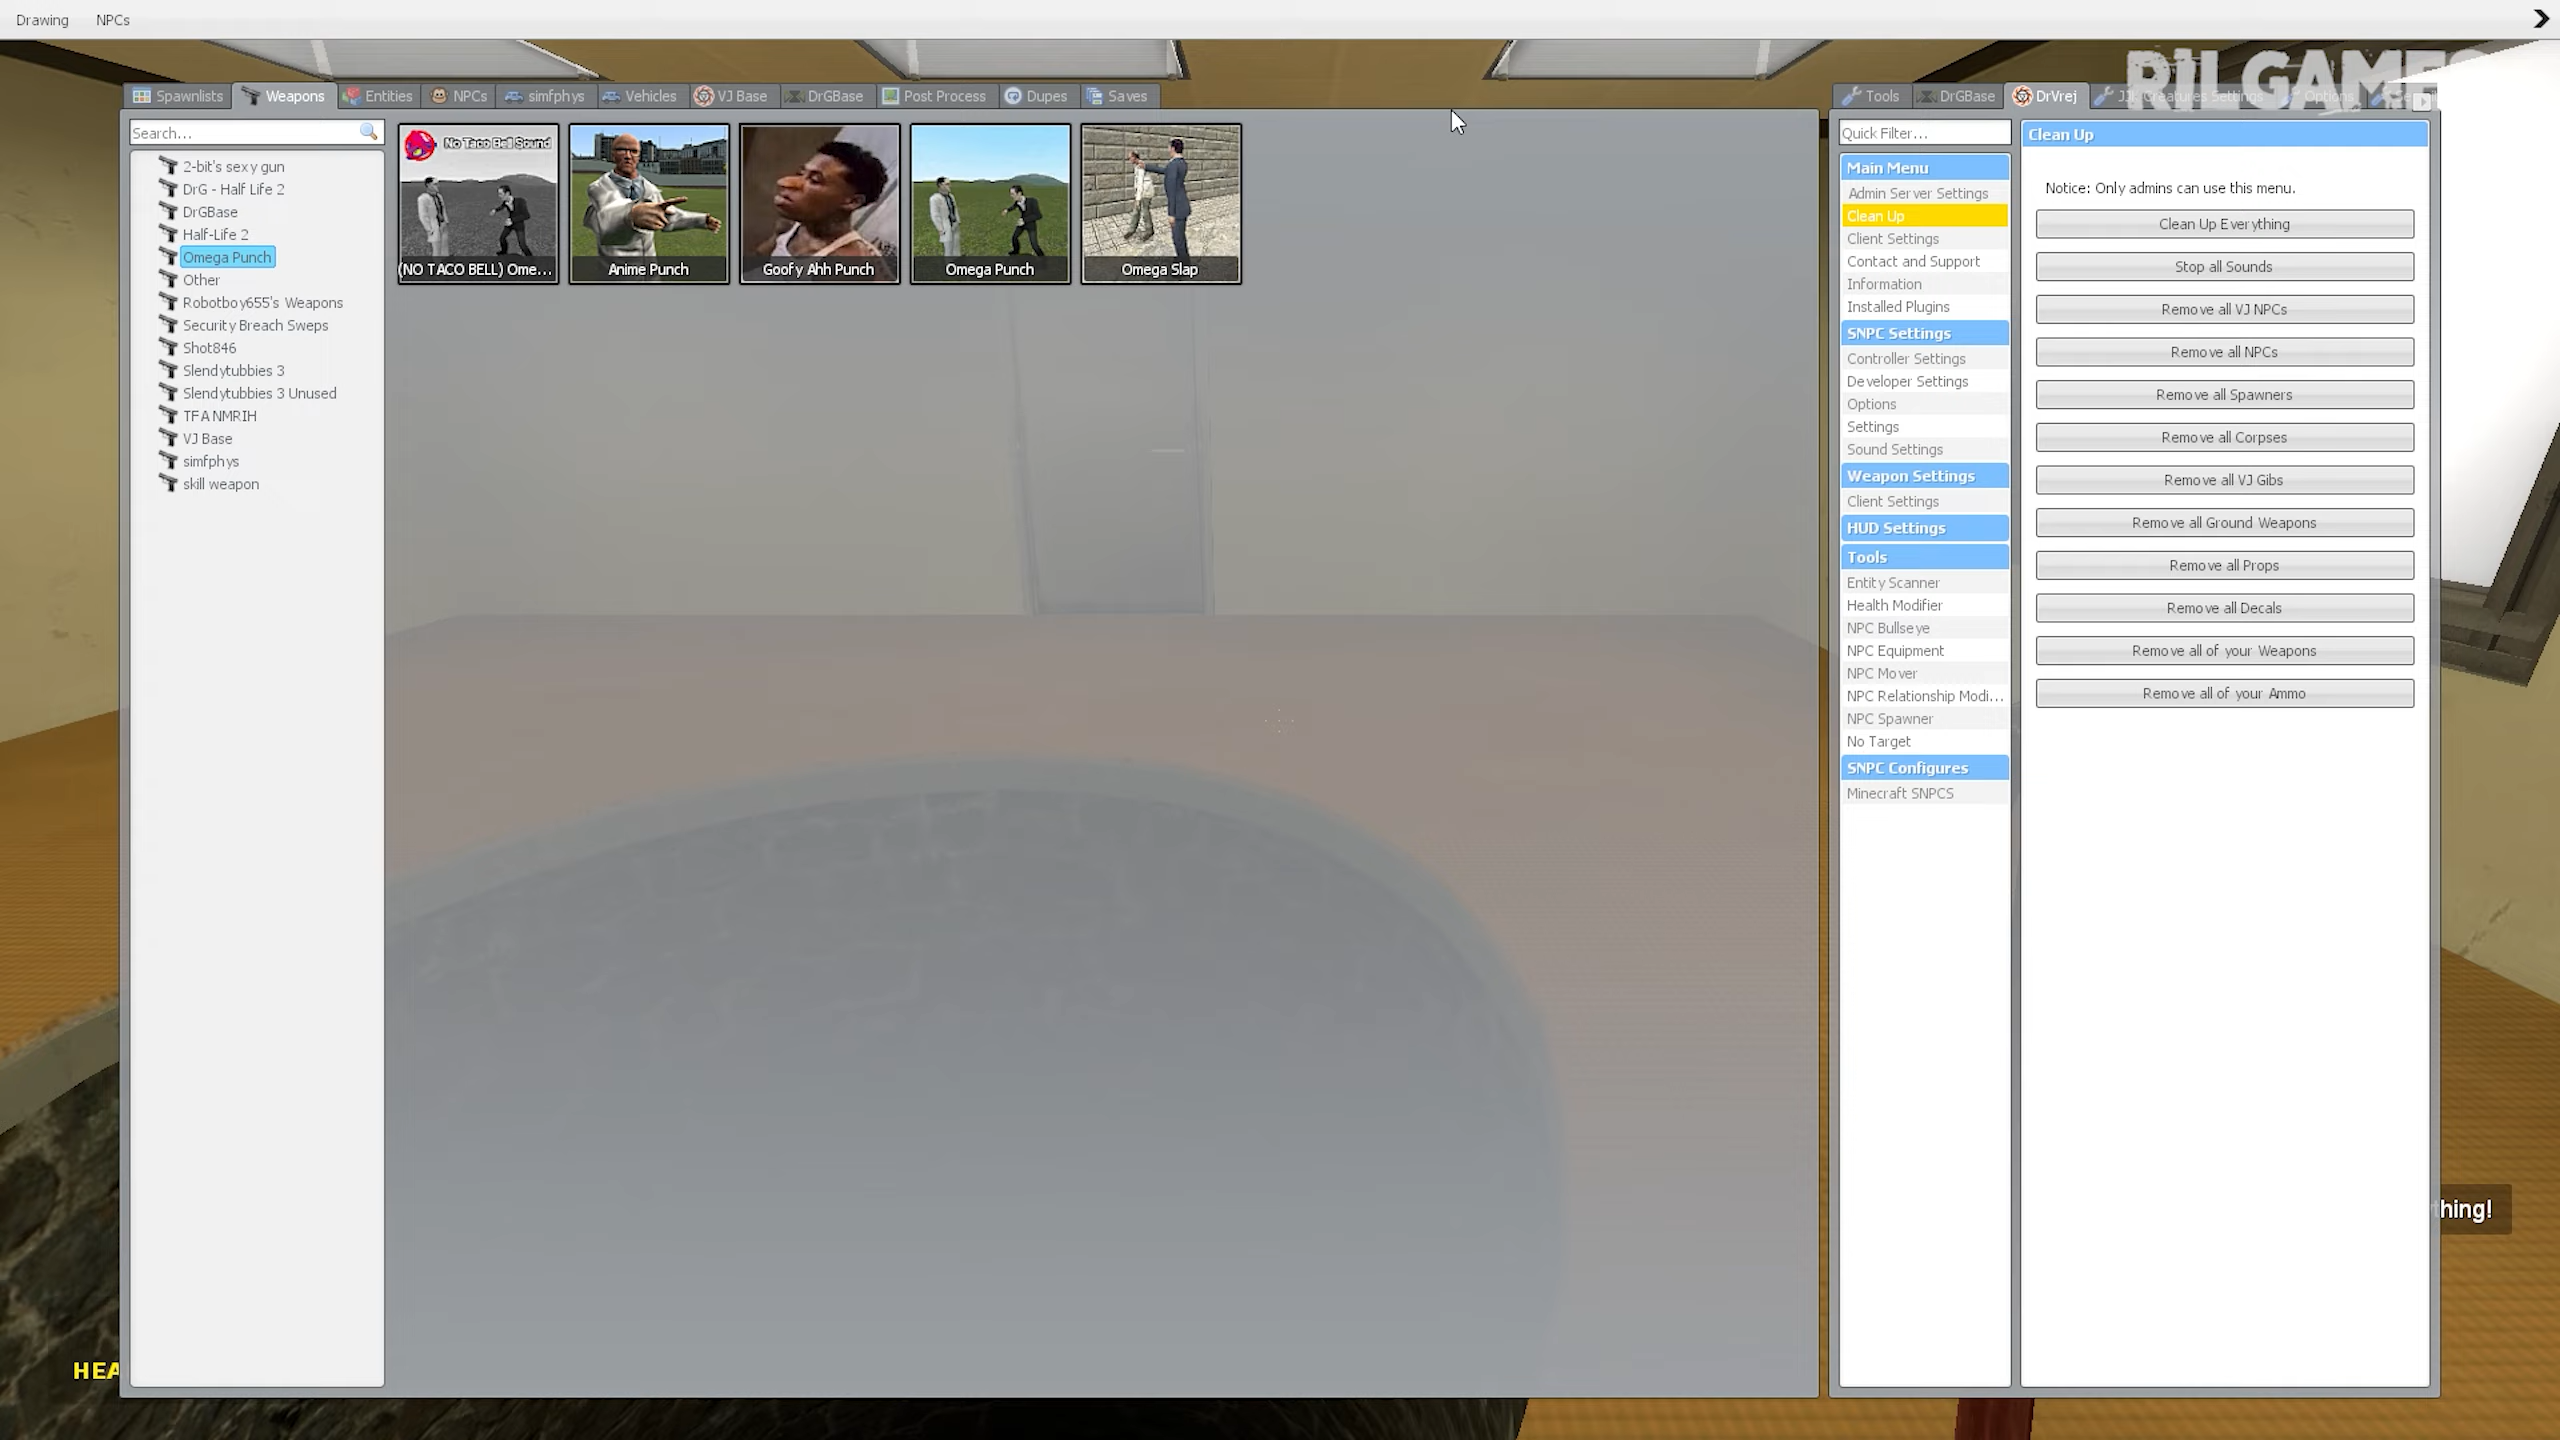 Drawing NPCs
RIL GAMES
Spawnlists Weapons Entities NPCs simfphys Vehicles VJ Base DrGBase Post Process Dupes Saves
Search...
2-bit's sexy gun
DrG - Half Life 2
DrGBase
Half-Life 2
Omega Punch
Other
Robotboy655's Weapons
Security Breach Sweps
Shot846
Slendytubbies 3
Slendytubbies 3 Unused
TFA NMRIH
VJ Base
simfphys
skill weapon
No Taco Bell Sound
(NO TACO BELL) Ome...
Anime Punch
Goofy Ahh Punch
Omega Punch
Omega Slap
Tools DrGBase DrVrej Creatures Settings Options
Quick Filter...
Main Menu
Admin Server Settings
Clean Up
Client Settings
Contact and Support
Information
Installed Plugins
SNPC Settings
Controller Settings
Developer Settings
Options
Settings
Sound Settings
Weapon Settings
Client Settings
HUD Settings
Tools
Entity Scanner
Health Modifier
NPC Bullseye
NPC Equipment
NPC Mover
NPC Relationship Modi...
NPC Spawner
No Target
SNPC Configures
Minecraft SNPCS
Clean Up
Notice: Only admins can use this menu.
Clean Up Everything
Stop all Sounds
Remove all VJ NPCs
Remove all NPCs
Remove all Spawners
Remove all Corpses
Remove all VJ Gibs
Remove all Ground Weapons
Remove all Props
Remove all Decals
Remove all of your Weapons
Remove all of your Ammo
thing!
HEA